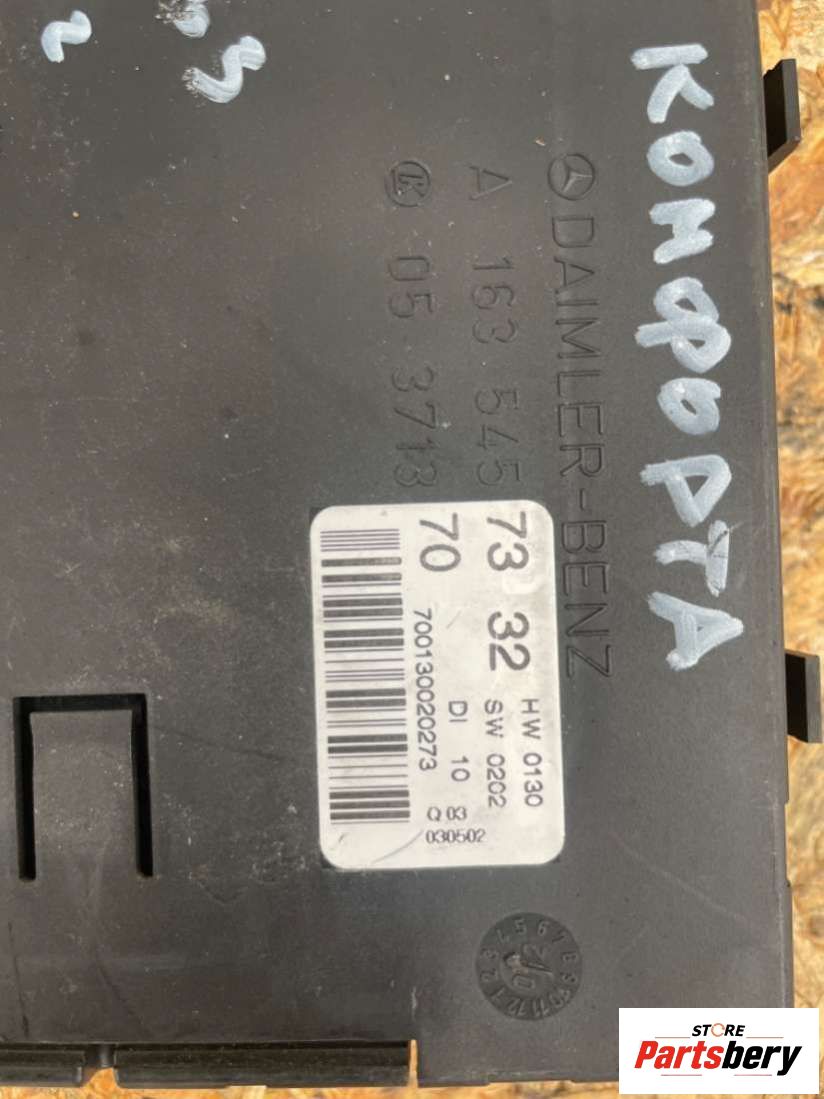 КОМФОРТА
DAIMLER-BENZ
A 163 545 73 32
05 3713 70
HW 0130
SW 0202
DI 10
700130020273
Q 03
030502
STORE
Partsbery